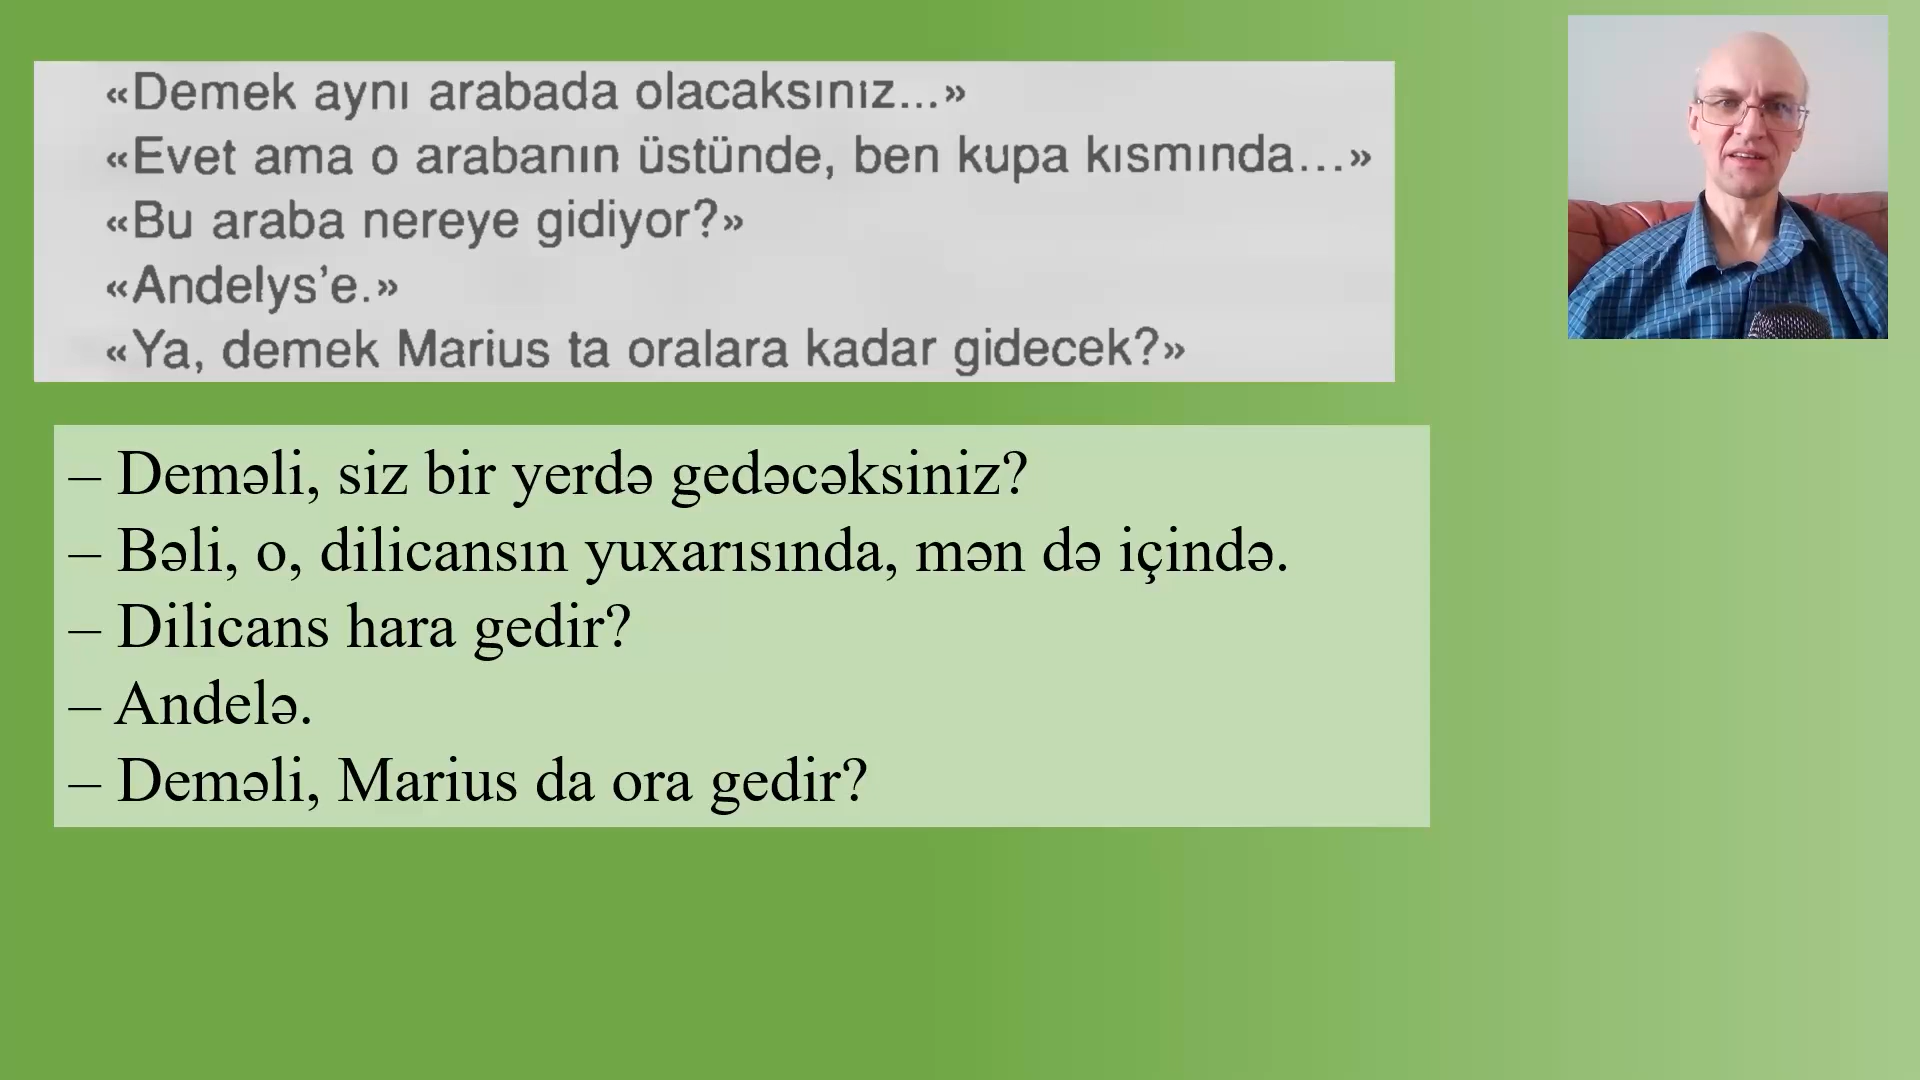 «Demek aynı arabada olacaksınız...»
«Evet ama o arabanın üstünde, ben kupa kısmında...»
«Bu araba nereye gidiyor?»
«Andelys’e.»
«Ya, demek Marius ta oralara kadar gidecek?»
– Deməli, siz bir yerdə gedəcəksiniz?
– Bəli, o, dilicansın yuxarısında, mən də içində.
– Dilicans hara gedir?
– Andelə.
– Deməli, Marius da ora gedir?